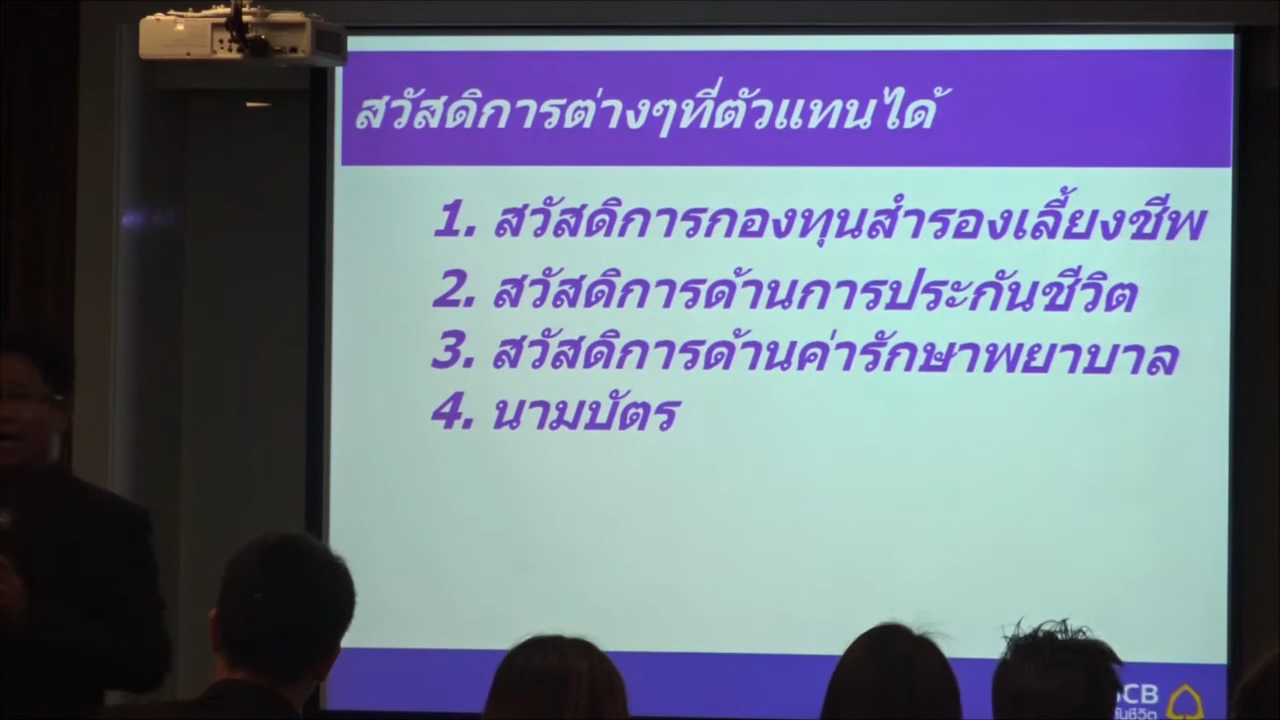 สวัสดิการต่างๆที่ตัวแทนได้
1. สวัสดิการกองทุนสำรองเลี้ยงชีพ
2. สวัสดิการด้านการประกันชีวิต
3. สวัสดิการด้านค่ารักษาพยาบาล
4. นามบัตร